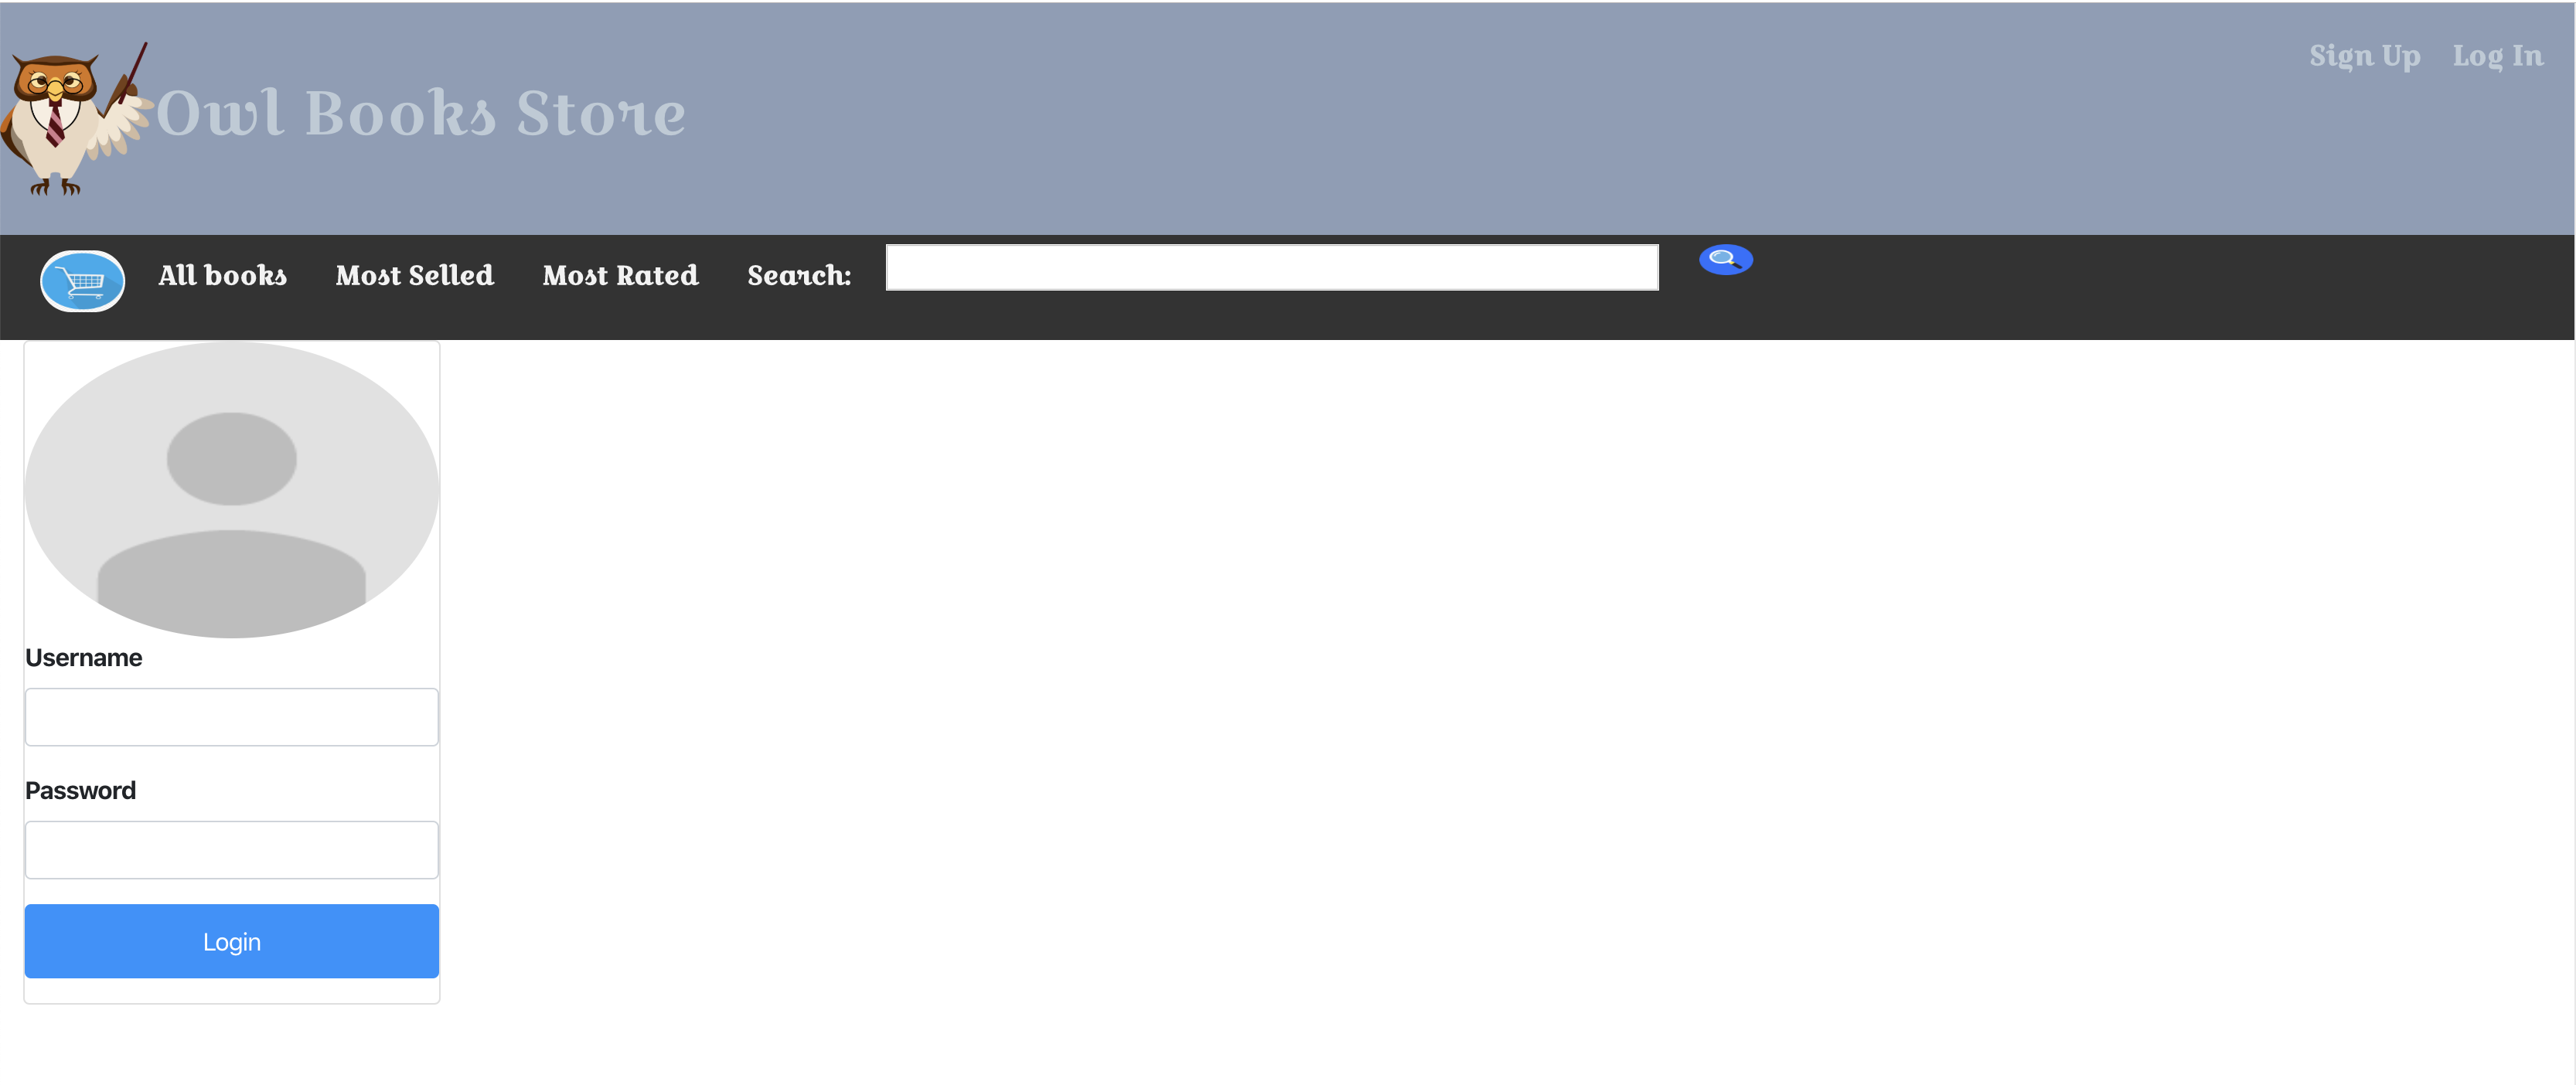 Sign Up Log In
Owl Books Store
All books Most Selled Most Rated Search:
Username
Password
Login